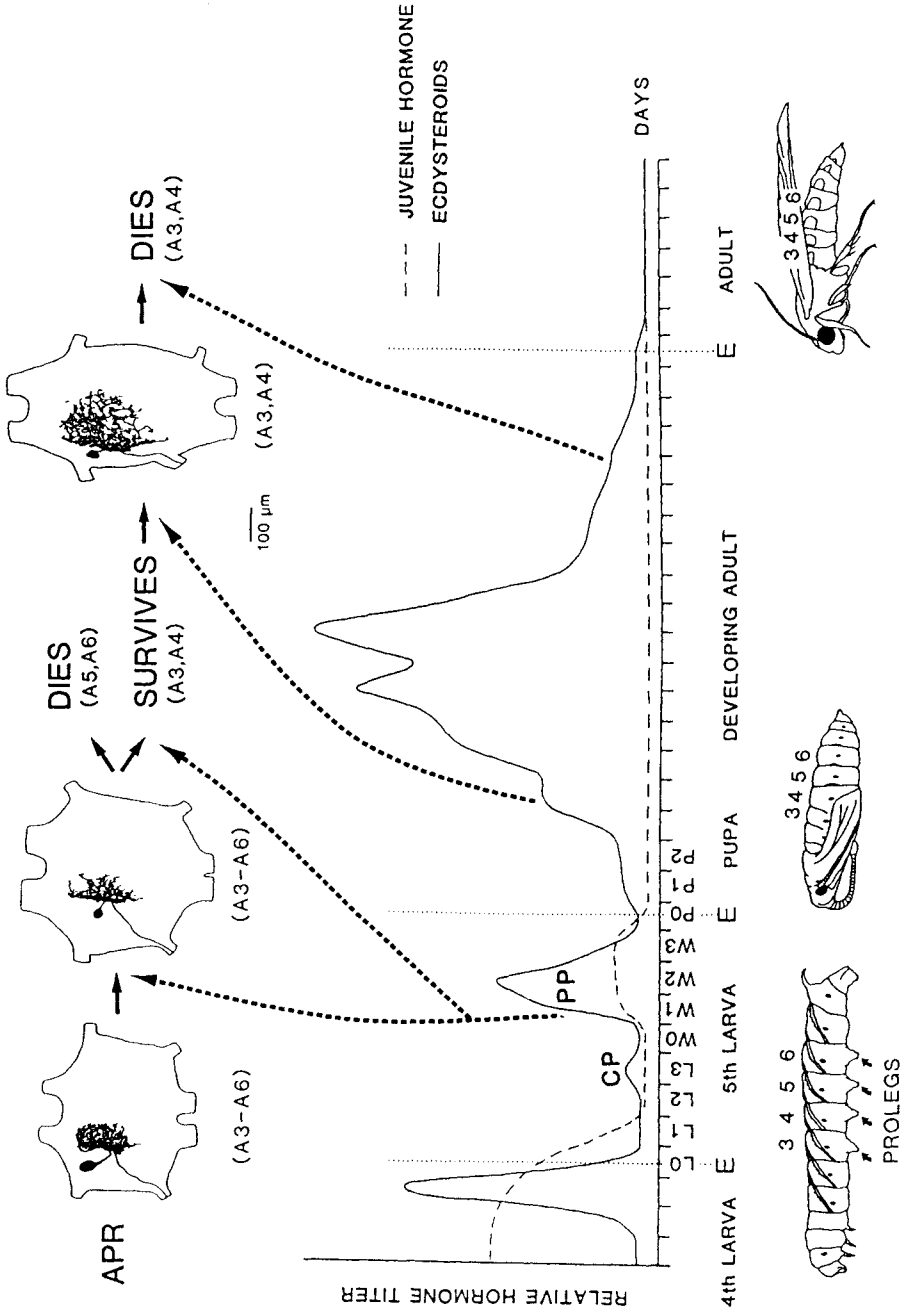 APR
(A3–A6)
(A3–A6)
DIES
(A5,A6)
SURVIVES
(A3,A4)
100 µm
(A3,A4)
DIES
(A3,A4)
JUVENILE HORMONE
ECDYSTEROIDS
RELATIVE HORMONE TITER
CP
PP
DAYS
L0
L1
L2
L3
W0
W1
W2
W3
P0
P1
P2
4th LARVA
E
5th LARVA
E
PUPA
DEVELOPING ADULT
E
ADULT
3 4 5 6
PROLEGS
3 4 5 6
3 4 5 6